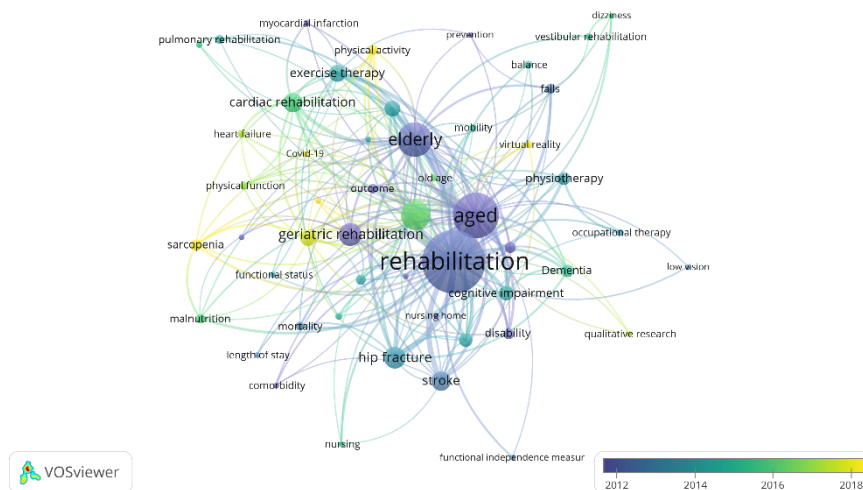 dizziness
myocardial infarction
prevention
pulmonary rehabilitation
vestibular rehabilitation
physical activity
balance
exercise therapy
falls
cardiac rehabilitation
mobility
heart failure
elderly
virtual reality
Covid-19
old age
physiotherapy
physical function
outcome
aged
geriatric rehabilitation
occupational therapy
sarcopenia
rehabilitation
low vision
functional status
Dementia
cognitive impairment
malnutrition
nursing home
mortality
disability
qualitative research
length of stay
hip fracture
comorbidity
stroke
nursing
functional independence measur
VOSviewer
2012 2014 2016 2018